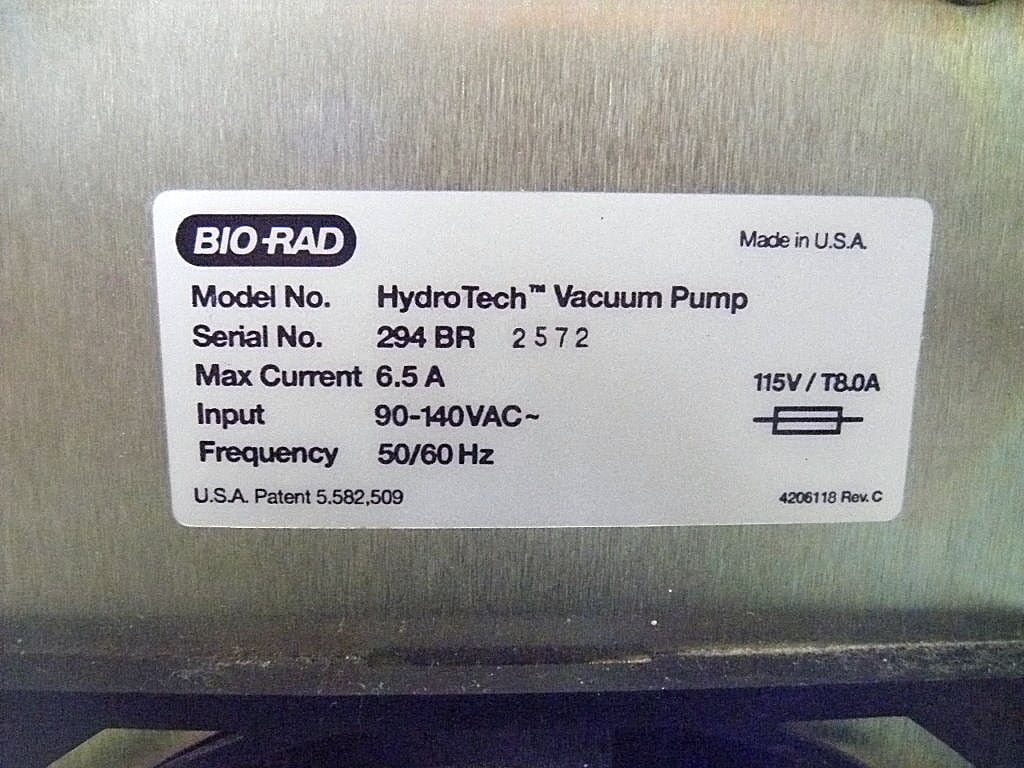 BIO-RAD
Made in U.S.A.
Model No. HydroTech™ Vacuum Pump
Serial No. 294 BR 2572
Max Current 6.5 A
115V / T8.0A
Input 90-140VAC~
Frequency 50/60 Hz
U.S.A. Patent 5.582,509
4206118 Rev. C